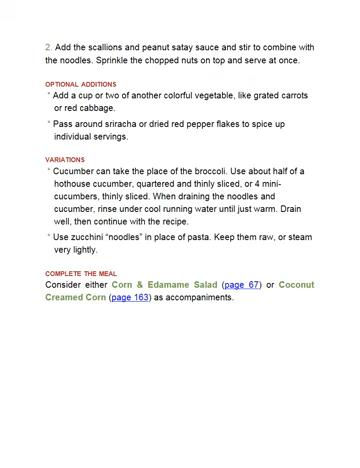 2. Add the scallions and peanut satay sauce and stir to combine with
the noodles. Sprinkle the chopped nuts on top and serve at once.
OPTIONAL ADDITIONS
* Add a cup or two of another colorful vegetable, like grated carrots
or red cabbage.
* Pass around sriracha or dried red pepper flakes to spice up
individual servings.
VARIATIONS
* Cucumber can take the place of the broccoli. Use about half of a
hothouse cucumber, quartered and thinly sliced, or 4 mini-
cucumbers, thinly sliced. When draining the noodles and
cucumber, rinse under cool running water until just warm. Drain
well, then continue with the recipe.
* Use zucchini “noodles” in place of pasta. Keep them raw, or steam
very lightly.
COMPLETE THE MEAL
Consider either Corn & Edamame Salad (page 67) or Coconut
Creamed Corn (page 163) as accompaniments.